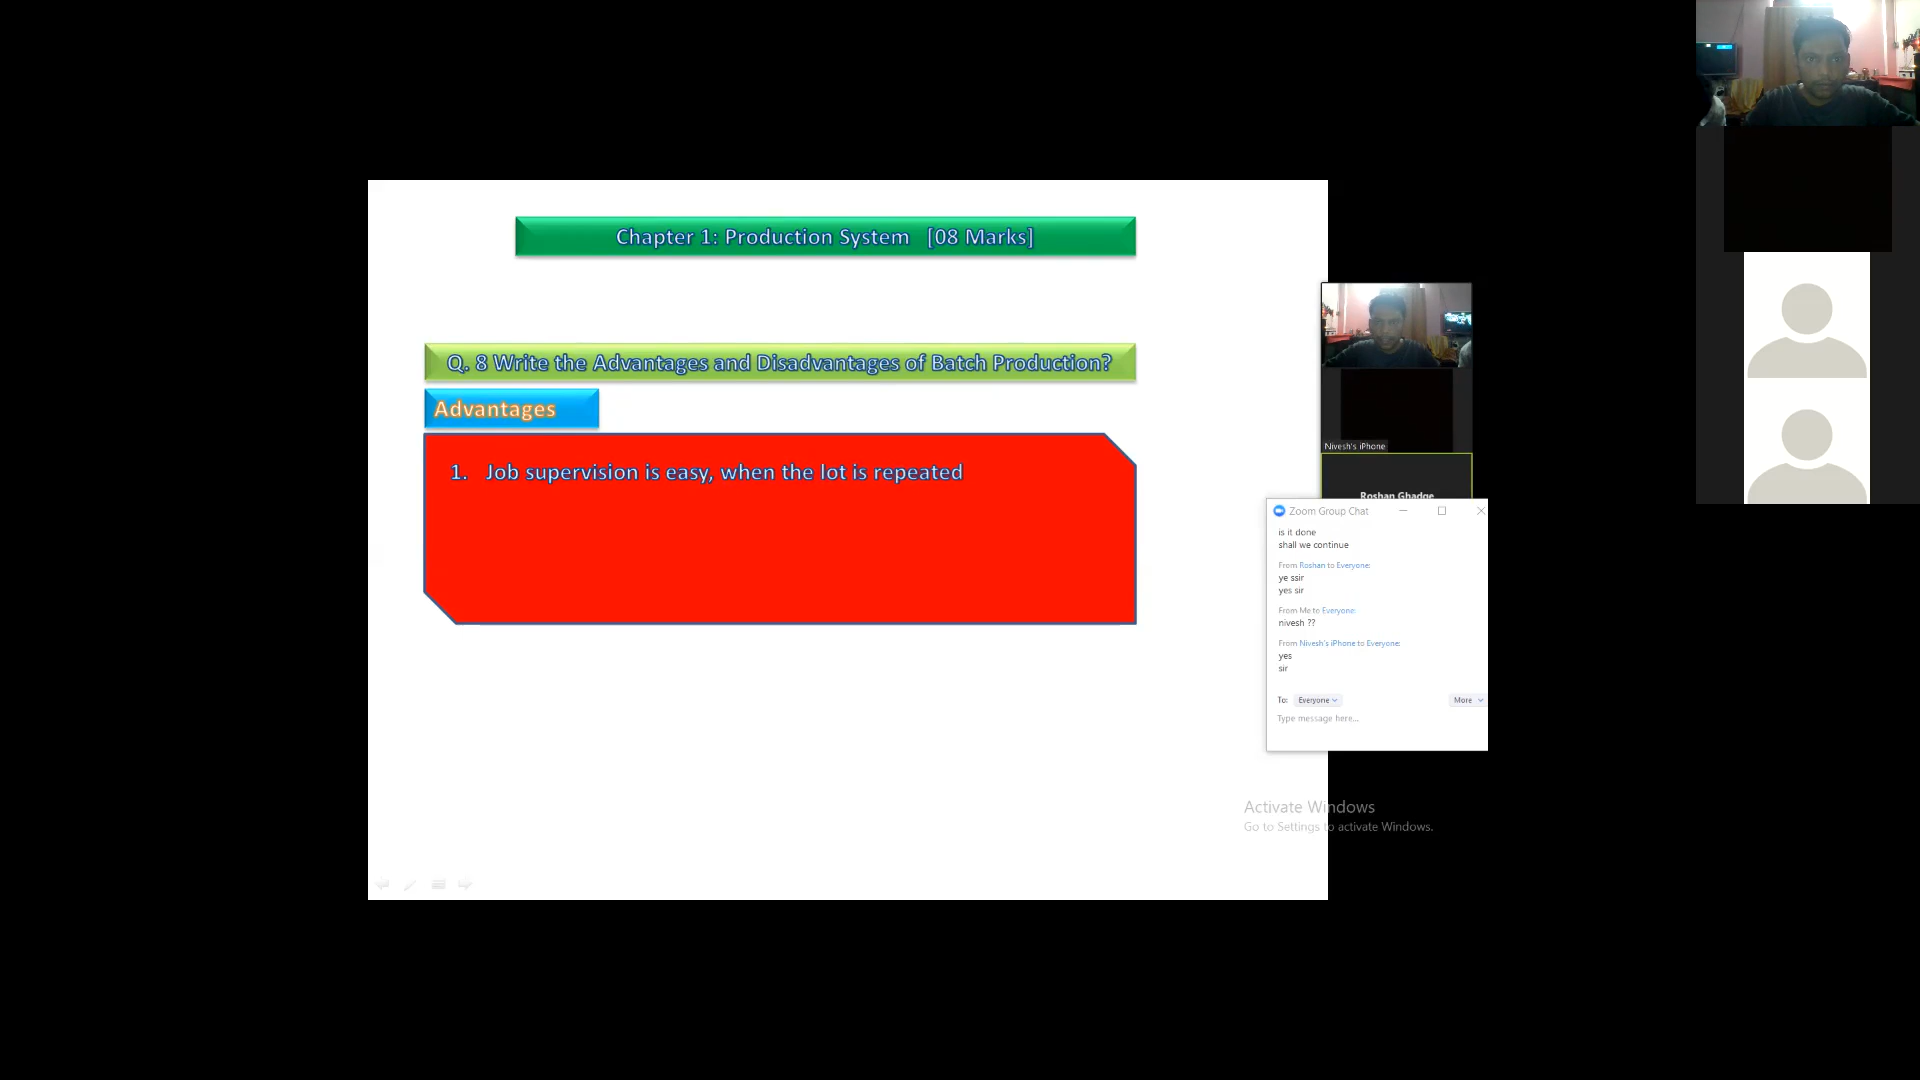 Chapter 1: Production System [08 Marks]
Q. 8 Write the Advantages and Disadvantages of Batch Production?
Advantages
1. Job supervision is easy, when the lot is repeated
Nivesh's iPhone
Roshan Ghadge
Zoom Group Chat
is it done
shall we continue
From Roshan to Everyone:
ye ssir
yes sir
From Me to Everyone:
nivesh ??
From Nivesh's iPhone to Everyone:
yes
sir
To: Everyone More
Type message here...
Activate Windows
Go to Settings to activate Windows.